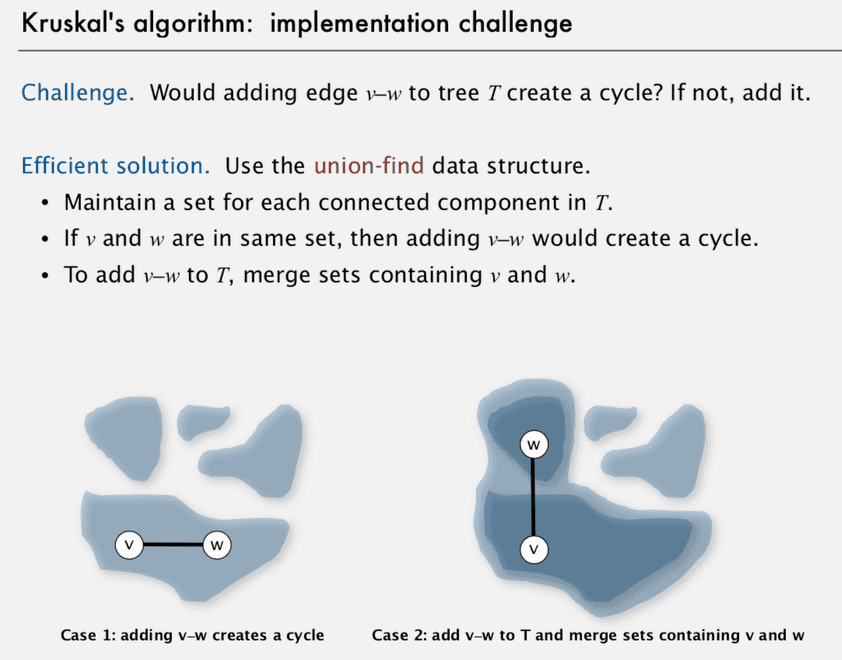 Kruskal's algorithm: implementation challenge
Challenge. Would adding edge v–w to tree T create a cycle? If not, add it.
Efficient solution. Use the union-find data structure.
• Maintain a set for each connected component in T.
• If v and w are in same set, then adding v–w would create a cycle.
• To add v–w to T, merge sets containing v and w.
v
w
w
v
Case 1: adding v–w creates a cycle
Case 2: add v–w to T and merge sets containing v and w